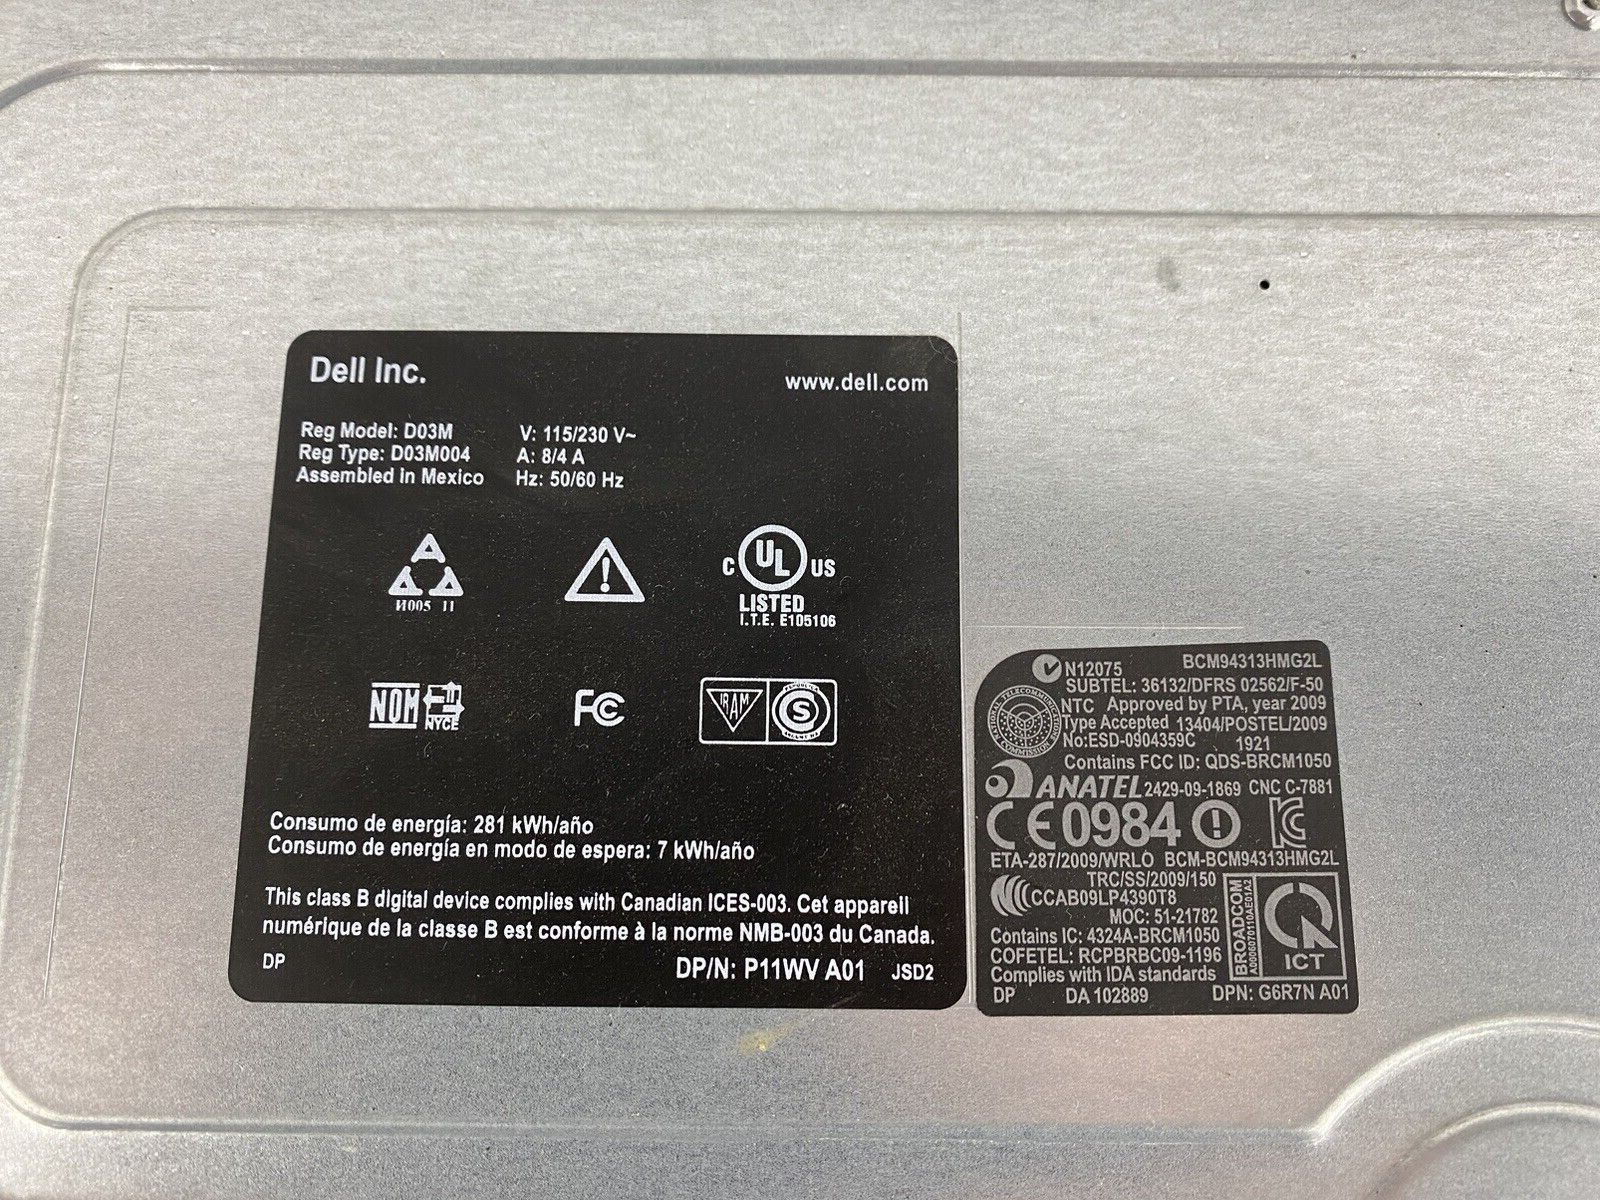 Dell Inc.
www.dell.com
Reg Model: D03M
Reg Type: D03M004
Assembled in Mexico
V: 115/230 V~
A: 8/4 A
Hz: 50/60 Hz
И005 11
C UL US
LISTED
I.T.E. E105106
NOM
NYCE
FC
IRAM
S
Consumo de energía: 281 kWh/año
Consumo de energía en modo de espera: 7 kWh/año
This class B digital device complies with Canadian ICES-003. Cet appareil
numérique de la classe B est conforme à la norme NMB-003 du Canada.
DP
DP/N: P11WV A01 JSD2
N12075 BCM94313HMG2L
SUBTEL: 36132/DFRS 02562/F-50
NTC Approved by PTA, year 2009
Type Accepted 13404/POSTEL/2009
No:ESD-0904359C 1921
Contains FCC ID: QDS-BRCM1050
ANATEL 2429-09-1869 CNC C-7881
CE0984
ETA-287/2009/WRLO BCM-BCM94313HMG2L
TRC/SS/2009/150
CCAB09LP4390T8
MOC: 51-21782
Contains IC: 4324A-BRCM1050
COFETEL: RCPBRBC09-1196
Complies with IDA standards
DP DA 102889 DPN: G6R7N A01
BROADCOM
ICT